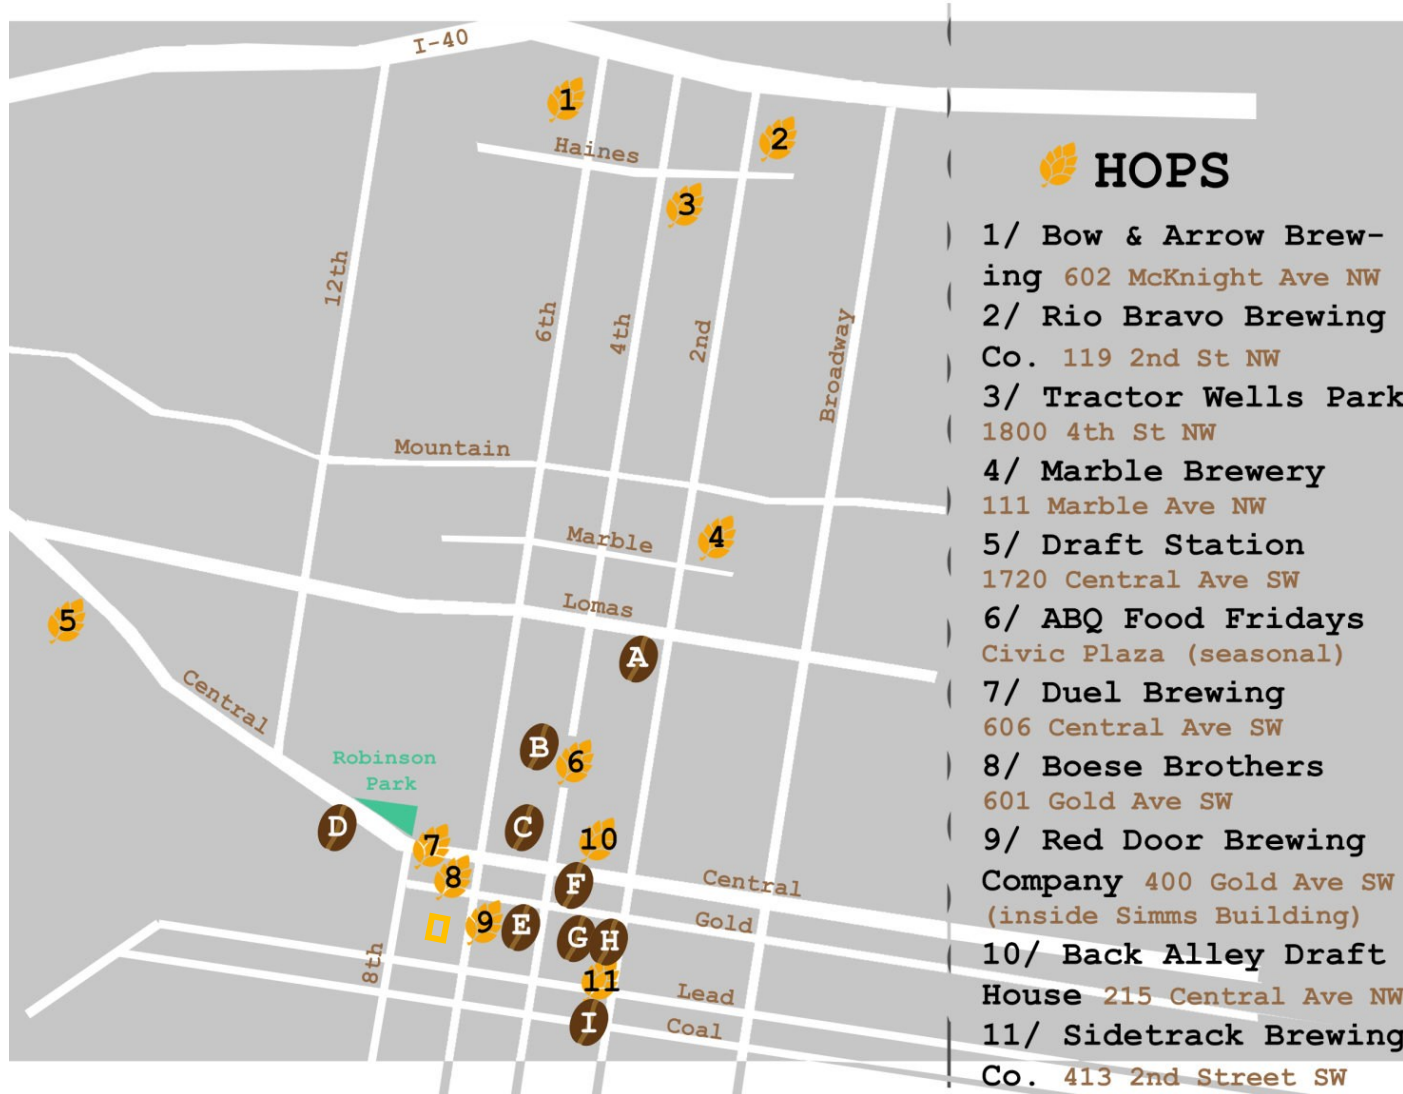 I-40
1
2
Haines
3
12th
6th
4th
2nd
Broadway
Mountain
Marble
4
Lomas
5
A
Central
B
6
Robinson
Park
D
C
10
7
8
F
Central
9
E
G
H
Gold
8th
11
Lead
I
Coal
HOPS
1/ Bow & Arrow Brew-
ing 602 McKnight Ave NW
2/ Rio Bravo Brewing
Co. 119 2nd St NW
3/ Tractor Wells Park
1800 4th St NW
4/ Marble Brewery
111 Marble Ave NW
5/ Draft Station
1720 Central Ave SW
6/ ABQ Food Fridays
Civic Plaza (seasonal)
7/ Duel Brewing
606 Central Ave SW
8/ Boese Brothers
601 Gold Ave SW
9/ Red Door Brewing
Company 400 Gold Ave SW
(inside Simms Building)
10/ Back Alley Draft
House 215 Central Ave NW
11/ Sidetrack Brewing
Co. 413 2nd Street SW